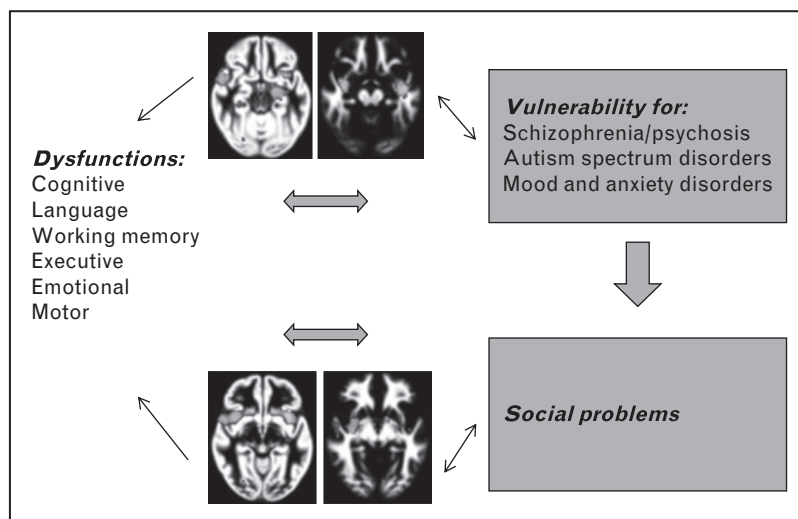 Dysfunctions:
Cognitive
Language
Working memory
Executive
Emotional
Motor
Vulnerability for:
Schizophrenia/psychosis
Autism spectrum disorders
Mood and anxiety disorders
Social problems